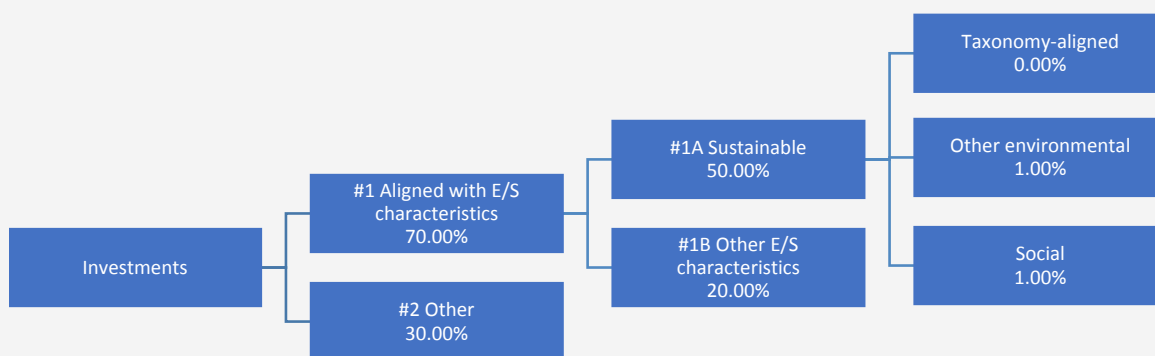 Investments
#1 Aligned with E/S
characteristics
70.00%
#2 Other
30.00%
#1A Sustainable
50.00%
#1B Other E/S
characteristics
20.00%
Taxonomy-aligned
0.00%
Other environmental
1.00%
Social
1.00%